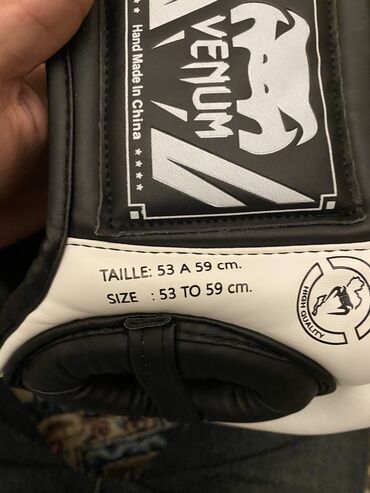 VENUM
★ ★ ★ ★ Hand Made In China ★ ★ ★ ★
TAILLE: 53 A 59 cm.
SIZE : 53 TO 59 cm.
HIGH QUALITY